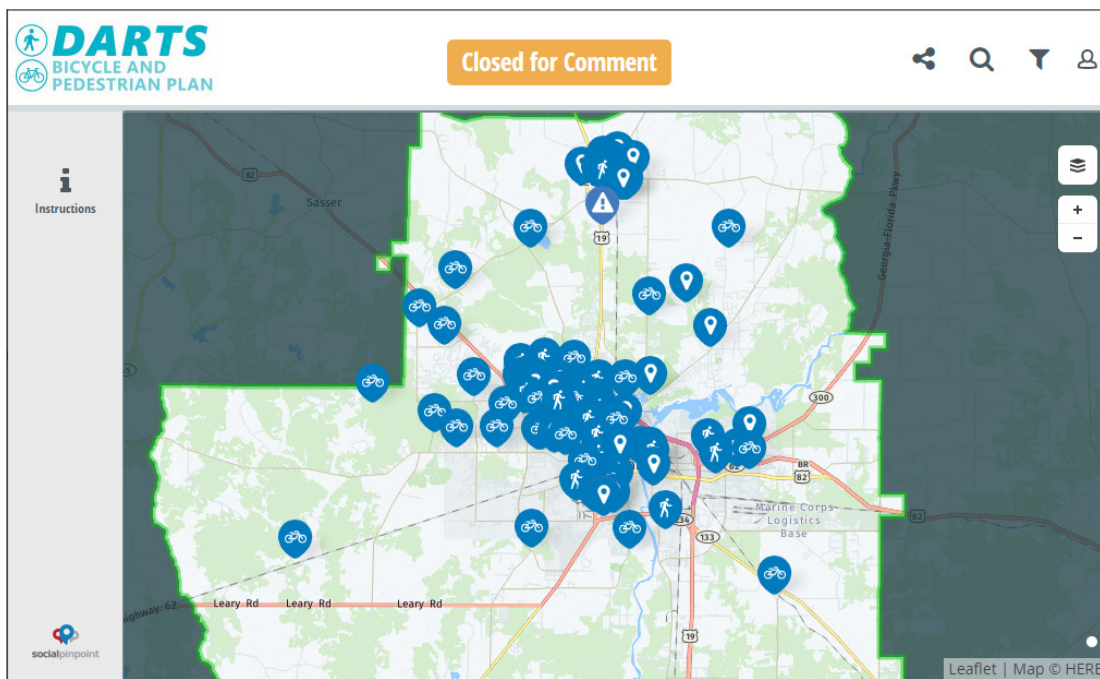 DARTS
BICYCLE AND
PEDESTRIAN PLAN
Closed for Comment
i
Instructions
82
Sasser
Georgia-Florida Pkwy
19
300
BR
82
82
Marine Corps
Logistics
Base
133
Highway 62
Leary Rd
Leary Rd
Leary Rd
19
+
−
socialpinpoint
Leaflet | Map © HERE